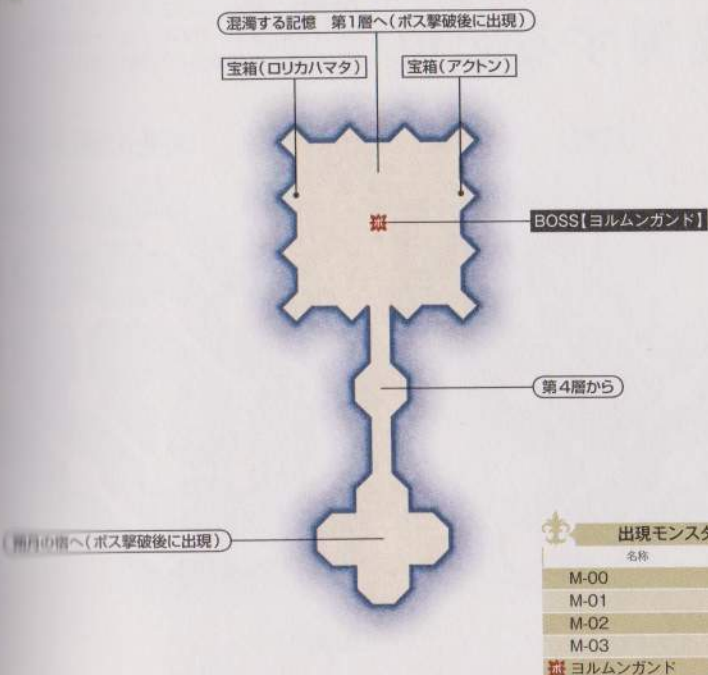 混濁する記憶　第1層へ(ボス撃破後に出現)
宝箱(ロリカハマタ)
宝箱(アクトン)
ボ
BOSS【ヨルムンガンド】
第4層から
へ(ボス撃破後に出現)
出現モンスタ
名称
M-00
M-01
M-02
M-03
ボ ヨルムンガンド